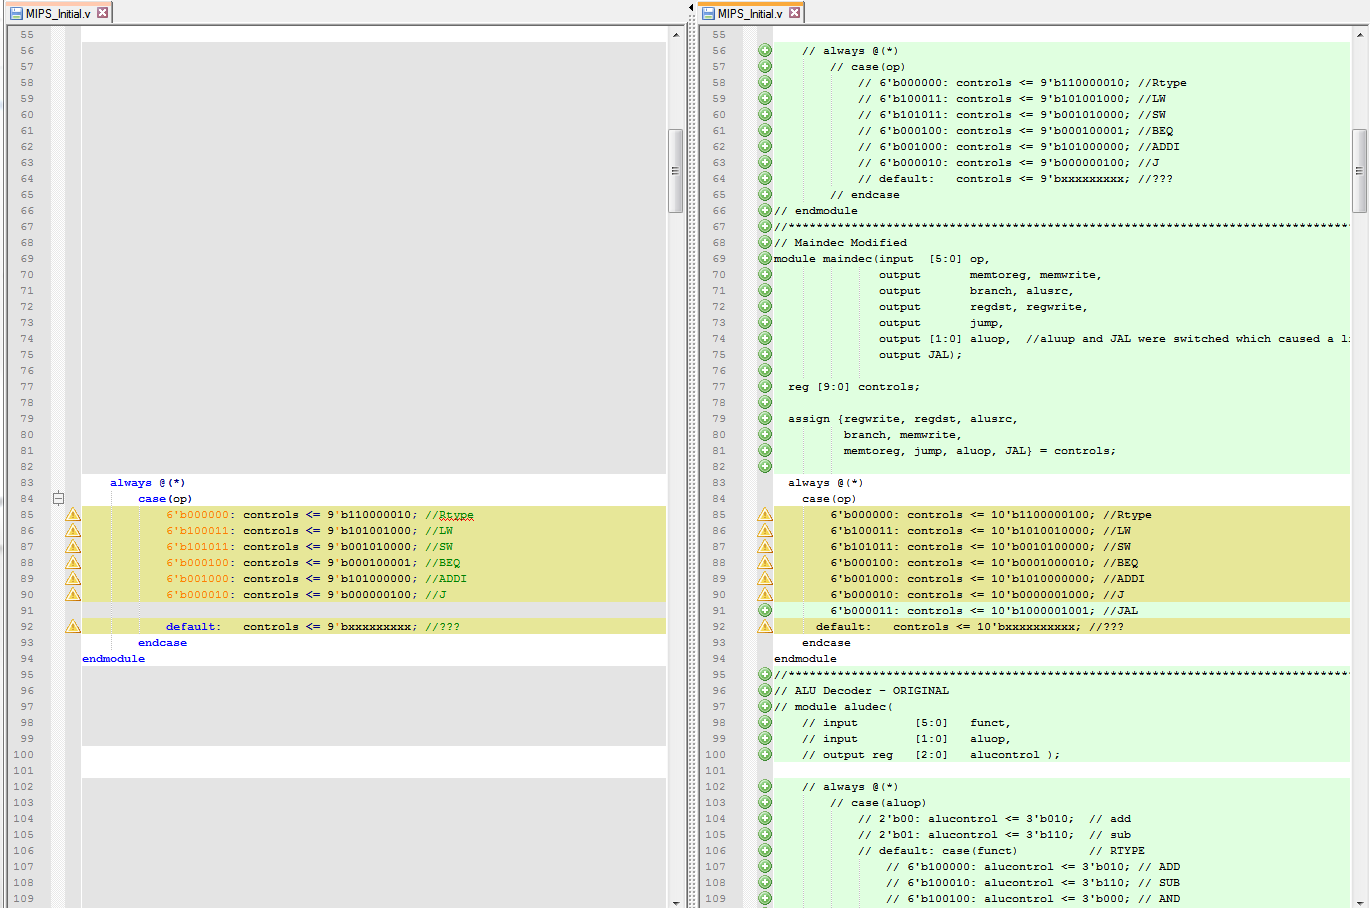 MIPS_Initial.v
55
56
57
58
59
60
61
62
63
64
65
66
67
68
69
70
71
72
73
74
75
76
77
78
79
80
81
82
83 always @(*)
84 case(op)
85 6'b000000: controls <= 9'b110000010; //Rtype
86 6'b100011: controls <= 9'b101001000; //LW
87 6'b101011: controls <= 9'b001010000; //SW
88 6'b000100: controls <= 9'b000100001; //BEQ
89 6'b001000: controls <= 9'b101000000; //ADDI
90 6'b000010: controls <= 9'b000000100; //J
91
92 default: controls <= 9'bxxxxxxxxx; //???
93 endcase
94 endmodule
95
96
97
98
99
100
101
102
103
104
105
106
107
108
109
MIPS_Initial.v
55
56 // always @(*)
57 // case(op)
58 // 6'b000000: controls <= 9'b110000010; //Rtype
59 // 6'b100011: controls <= 9'b101001000; //LW
60 // 6'b101011: controls <= 9'b001010000; //SW
61 // 6'b000100: controls <= 9'b000100001; //BEQ
62 // 6'b001000: controls <= 9'b101000000; //ADDI
63 // 6'b000010: controls <= 9'b000000100; //J
64 // default: controls <= 9'bxxxxxxxxx; //???
65 // endcase
66 // endmodule
67 //********************************************************************************
68 // Maindec Modified
69 module maindec(input [5:0] op,
70 output memtoreg, memwrite,
71 output branch, alusrc,
72 output regdst, regwrite,
73 output jump,
74 output [1:0] aluop, //aluup and JAL were switched which caused a
75 output JAL);
76
77 reg [9:0] controls;
78
79 assign {regwrite, regdst, alusrc,
80 branch, memwrite,
81 memtoreg, jump, aluop, JAL} = controls;
82
83 always @(*)
84 case(op)
85 6'b000000: controls <= 10'b1100000100; //Rtype
86 6'b100011: controls <= 10'b1010010000; //LW
87 6'b101011: controls <= 10'b0010100000; //SW
88 6'b000100: controls <= 10'b0001000010; //BEQ
89 6'b001000: controls <= 10'b1010000000; //ADDI
90 6'b000010: controls <= 10'b0000001000; //J
91 6'b000011: controls <= 10'b1000001001; //JAL
92 default: controls <= 10'bxxxxxxxxxx; //???
93 endcase
94 endmodule
95 //********************************************************************************
96 // ALU Decoder - ORIGINAL
97 // module aludec(
98 // input [5:0] funct,
99 // input [1:0] aluop,
100 // output reg [2:0] alucontrol );
101
102 // always @(*)
103 // case(aluop)
104 // 2'b00: alucontrol <= 3'b010; // add
105 // 2'b01: alucontrol <= 3'b110; // sub
106 // default: case(funct) // RTYPE
107 // 6'b100000: alucontrol <= 3'b010; // ADD
108 // 6'b100010: alucontrol <= 3'b110; // SUB
109 // 6'b100100: alucontrol <= 3'b000; // AND